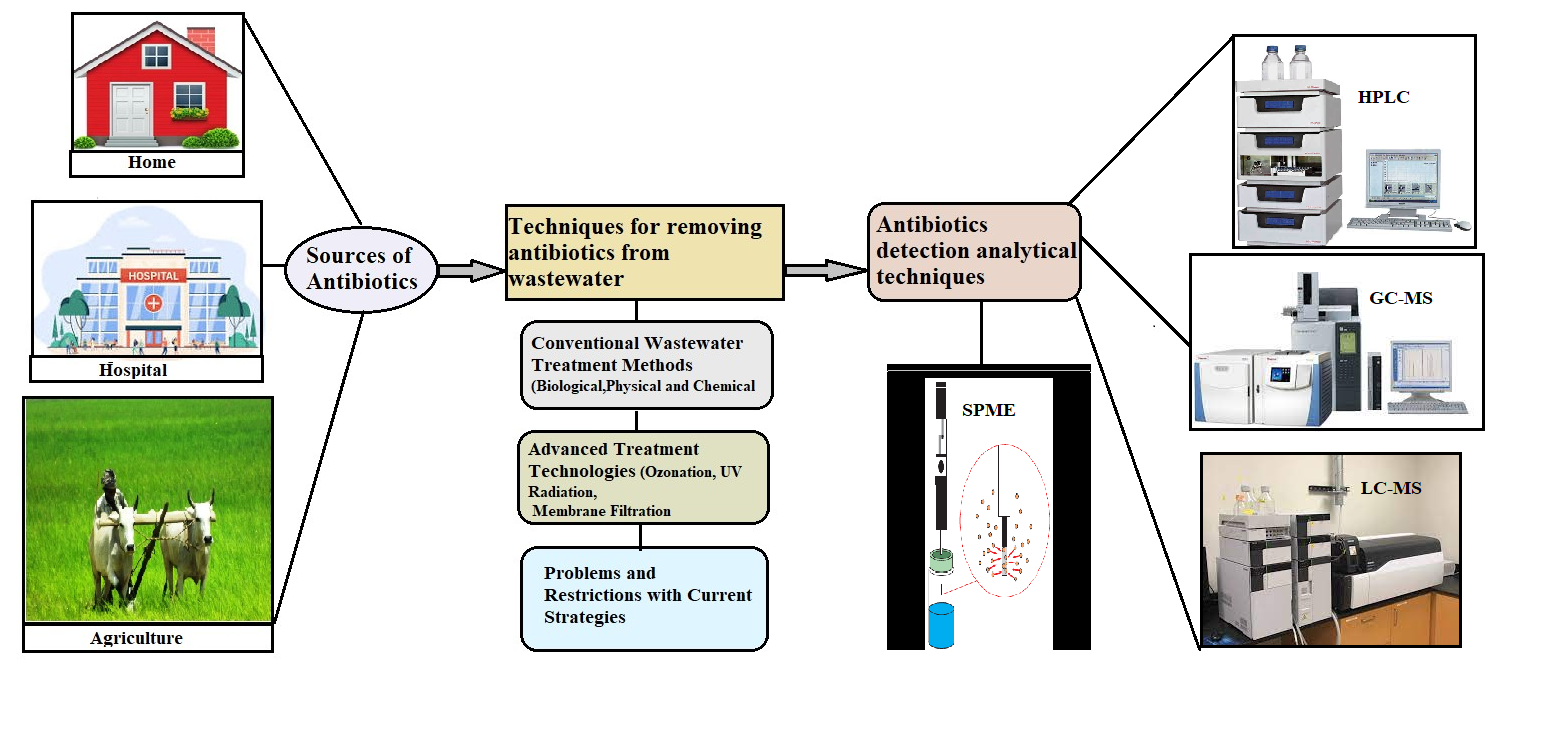 Home
HOSPITAL
Hospital
Agriculture
Sources of
Antibiotics
Techniques for removing
antibiotics from
wastewater
Conventional Wastewater
Treatment Methods
(Biological,Physical and Chemical
Advanced Treatment
Technologies (Ozonation, UV
Radiation,
Membrane Filtration
Problems and
Restrictions with Current
Strategies
Antibiotics
detection analytical
techniques
SPME
HPLC
GC-MS
LC-MS